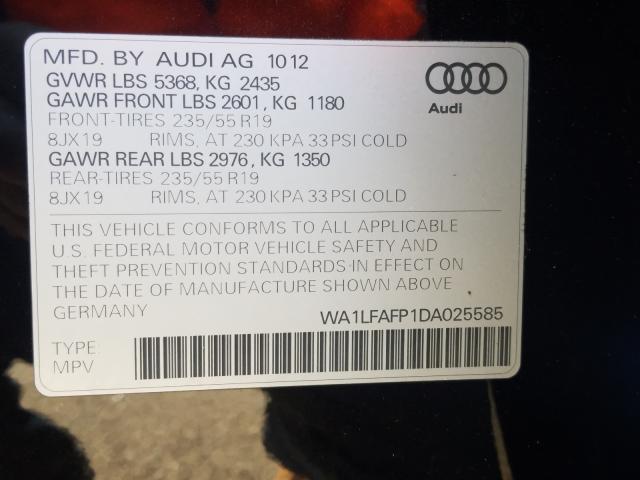 MFD. BY AUDI AG 10 12
GVWR LBS 5368, KG 2435
GAWR FRONT LBS 2601, KG 1180
FRONT-TIRES 235/55 R19
8JX19 RIMS, AT 230 KPA 33 PSI COLD
GAWR REAR LBS 2976, KG 1350
REAR-TIRES 235/55 R19
8JX19 RIMS, AT 230 KPA 33 PSI COLD
Audi
THIS VEHICLE CONFORMS TO ALL APPLICABLE
U.S. FEDERAL MOTOR VEHICLE SAFETY AND
THEFT PREVENTION STANDARDS IN EFFECT ON
THE DATE OF MANUFACTURE SHOWN ABOVE
GERMANY WA1LFAFP1DA025585
TYPE:
MPV